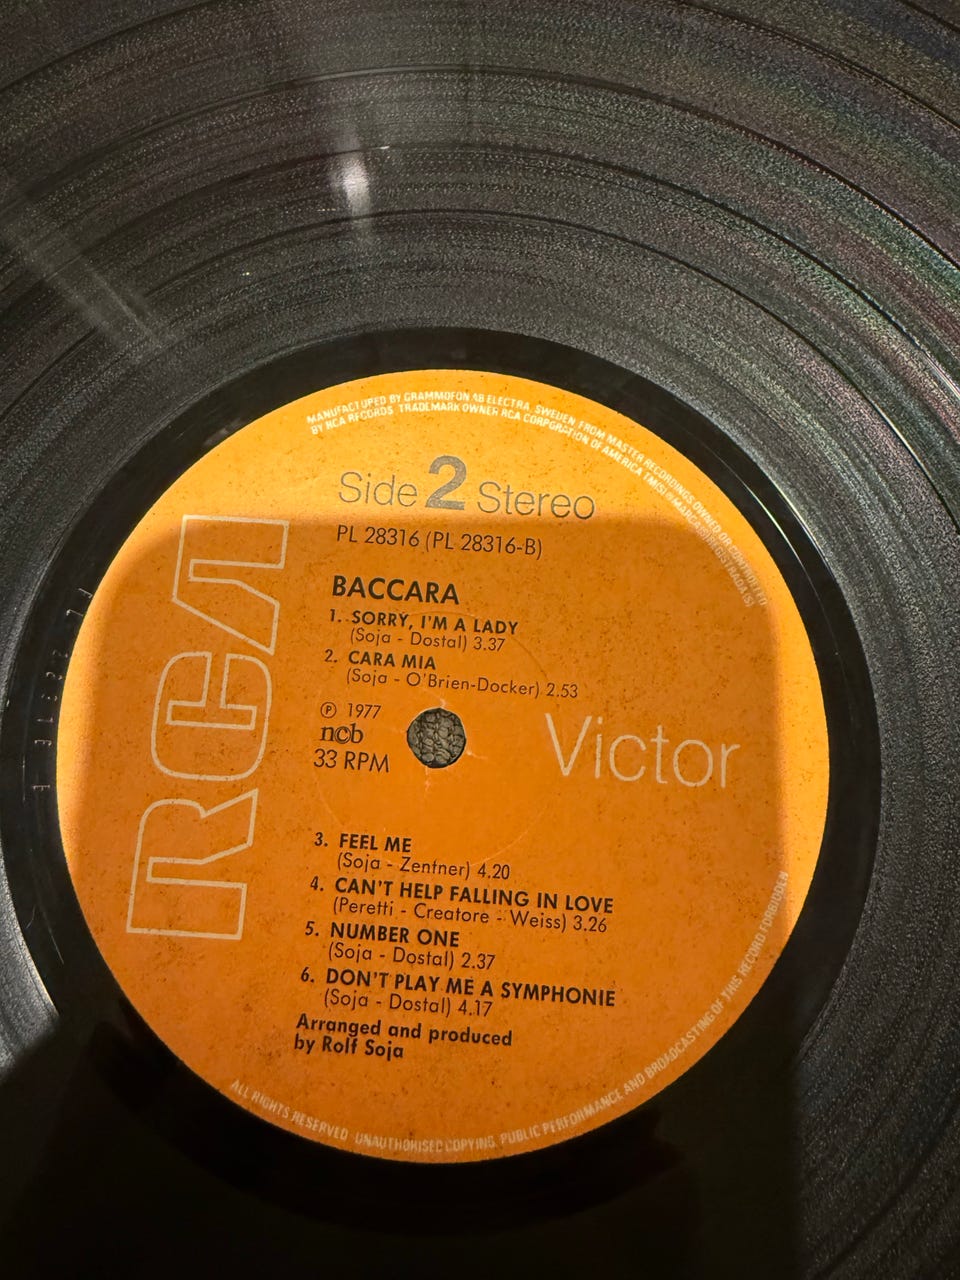 MANUFACTURED BY GRAMMOFON AB ELECTRA, SWEDEN FROM MASTER RECORDINGS OWNED OR CONTROLLED
BY RCA RECORDS TRADEMARK OWNER RCA CORPORATION OF AMERICA TM(S)® MARCA(S) REGISTRADA(S)
Side 2 Stereo
PL 28316 (PL 28316-B)
RCA
BACCARA
1. SORRY, I'M A LADY
(Soja - Dostal) 3.37
2. CARA MIA
(Soja - O'Brien-Docker) 2.53
℗ 1977
ncb
33 RPM
Victor
3. FEEL ME
(Soja - Zentner) 4.20
4. CAN'T HELP FALLING IN LOVE
(Peretti - Creatore - Weiss) 3.26
5. NUMBER ONE
(Soja - Dostal) 2.37
6. DON'T PLAY ME A SYMPHONIE
(Soja - Dostal) 4.17
Arranged and produced
by Rolf Soja
ALL RIGHTS RESERVED UNAUTHORISED COPYING, PUBLIC PERFORMANCE AND BROADCASTING OF THIS RECORD FORBIDDEN